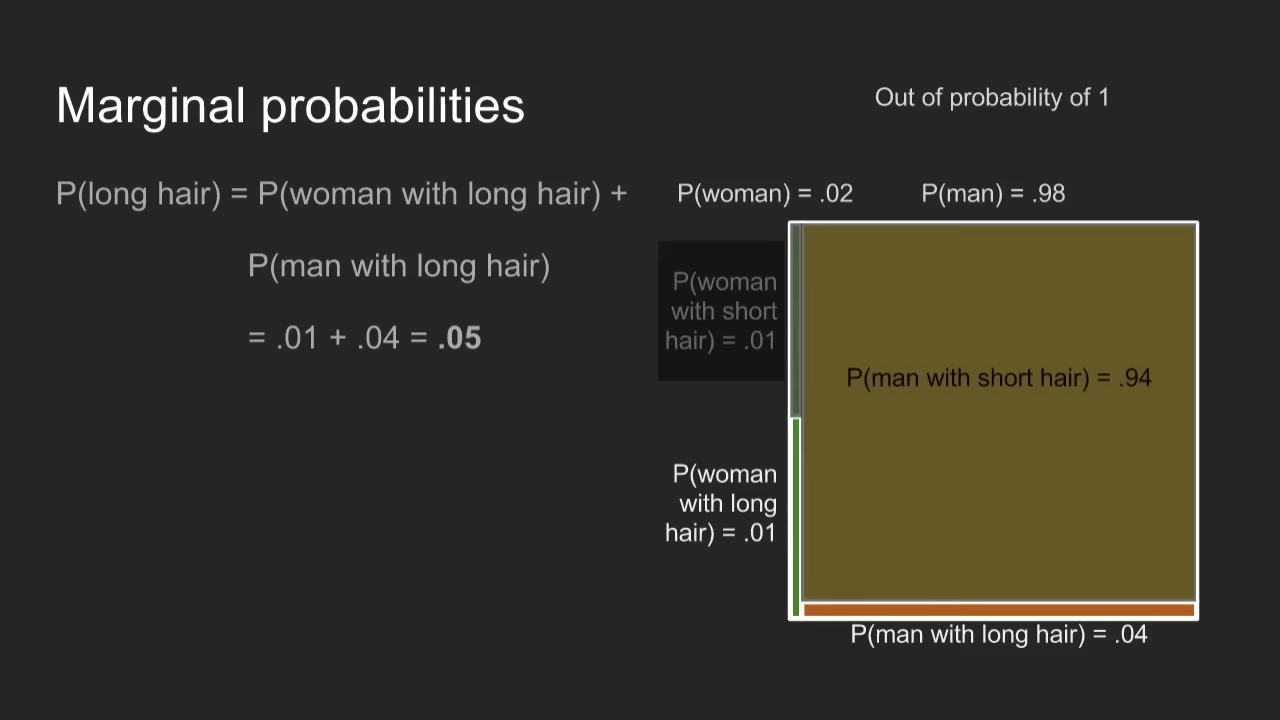 Marginal probabilities
Out of probability of 1
P(long hair) = P(woman with long hair) +
P(man with long hair)
= .01 + .04 = .05
P(woman) = .02
P(man) = .98
P(woman
with short
hair) = .01
P(man with short hair) = .94
P(woman
with long
hair) = .01
P(man with long hair) = .04